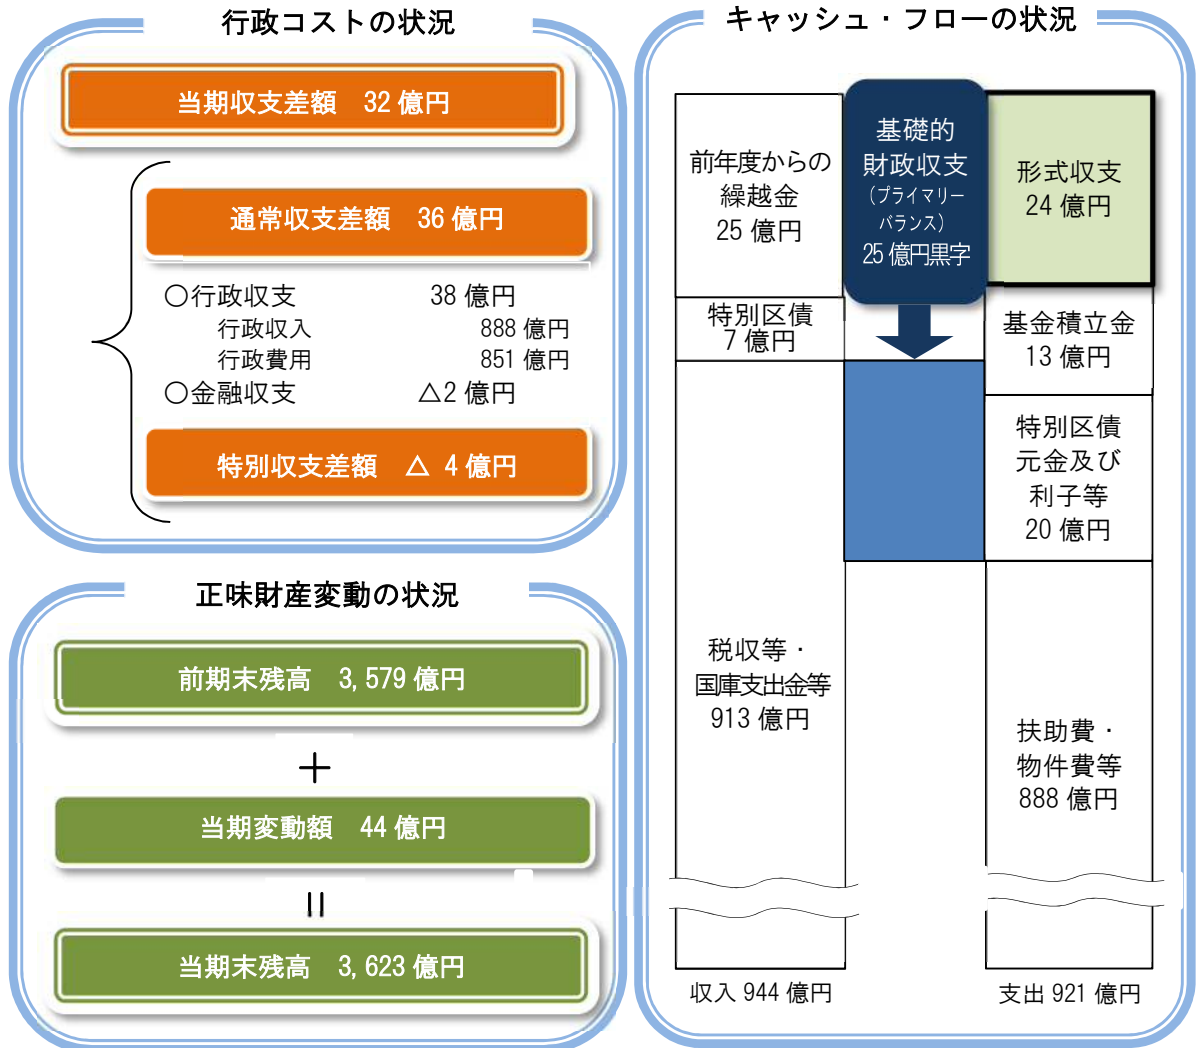 行政コストの状況
当期収支差額 32 億円
通常収支差額 36 億円
〇行政収支 38 億円
行政収入 888 億円
行政費用 851 億円
〇金融収支 △2 億円
特別収支差額 △ 4 億円
正味財産変動の状況
前期末残高 3,579 億円
＋
当期変動額 44 億円
＝
当期末残高 3,623 億円
キャッシュ・フローの状況
前年度からの
繰越金
25 億円
特別区債
7 億円
税収等・
国庫支出金等
913 億円
収入 944 億円
基礎的
財政収支
(プライマリー
バランス)
25 億円黒字
形式収支
24 億円
基金積立金
13 億円
特別区債
元金及び
利子等
20 億円
扶助費・
物件費等
888 億円
支出 921 億円